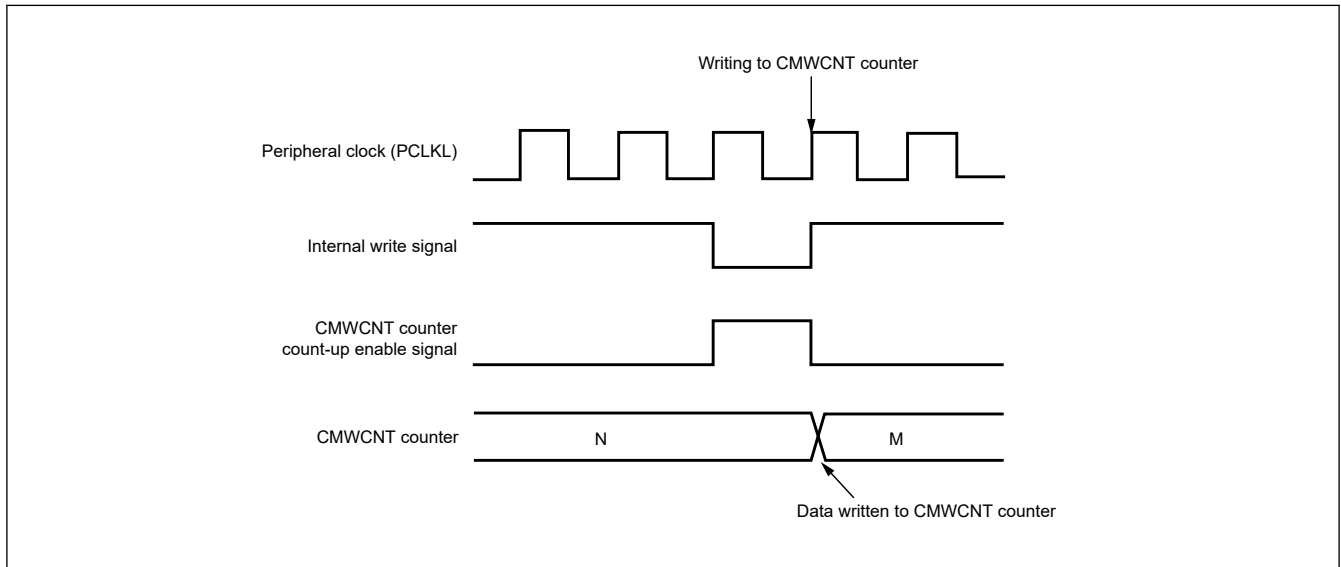 Writing to CMWCNT counter
Peripheral clock (PCLKL)
Internal write signal
CMWCNT counter
count-up enable signal
CMWCNT counter
N
M
Data written to CMWCNT counter